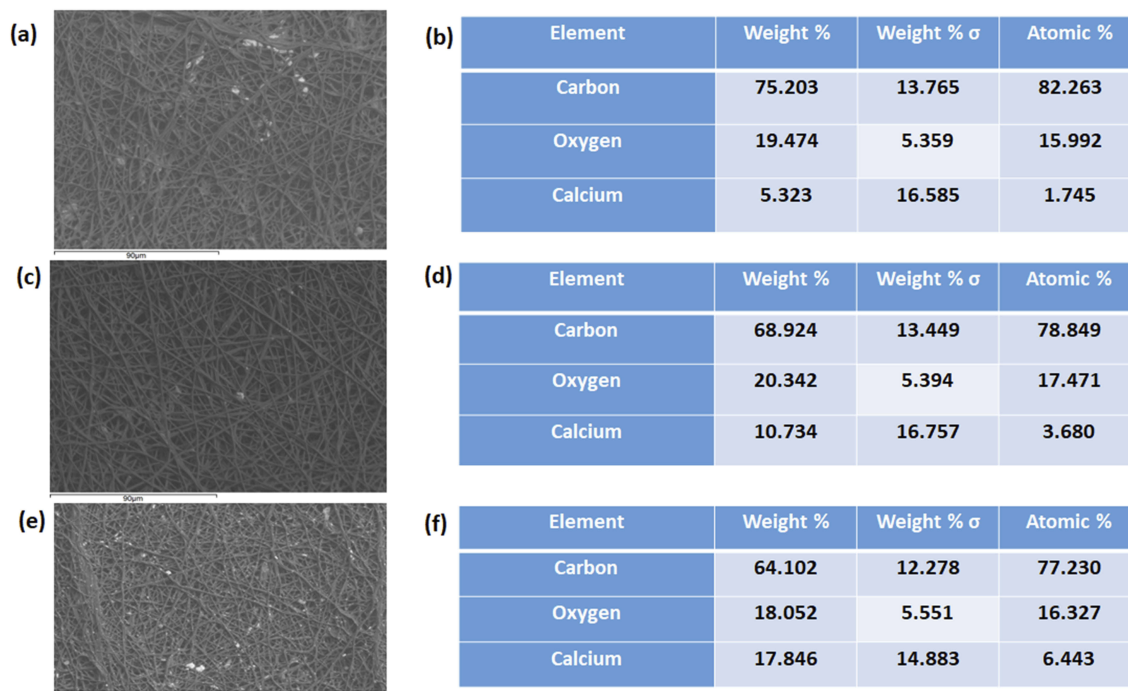 (a)
90µm
(b)
Element Weight % Weight % σ Atomic %
Carbon 75.203 13.765 82.263
Oxygen 19.474 5.359 15.992
Calcium 5.323 16.585 1.745
(c)
90µm
(d)
Element Weight % Weight % σ Atomic %
Carbon 68.924 13.449 78.849
Oxygen 20.342 5.394 17.471
Calcium 10.734 16.757 3.680
(e)
(f)
Element Weight % Weight % σ Atomic %
Carbon 64.102 12.278 77.230
Oxygen 18.052 5.551 16.327
Calcium 17.846 14.883 6.443